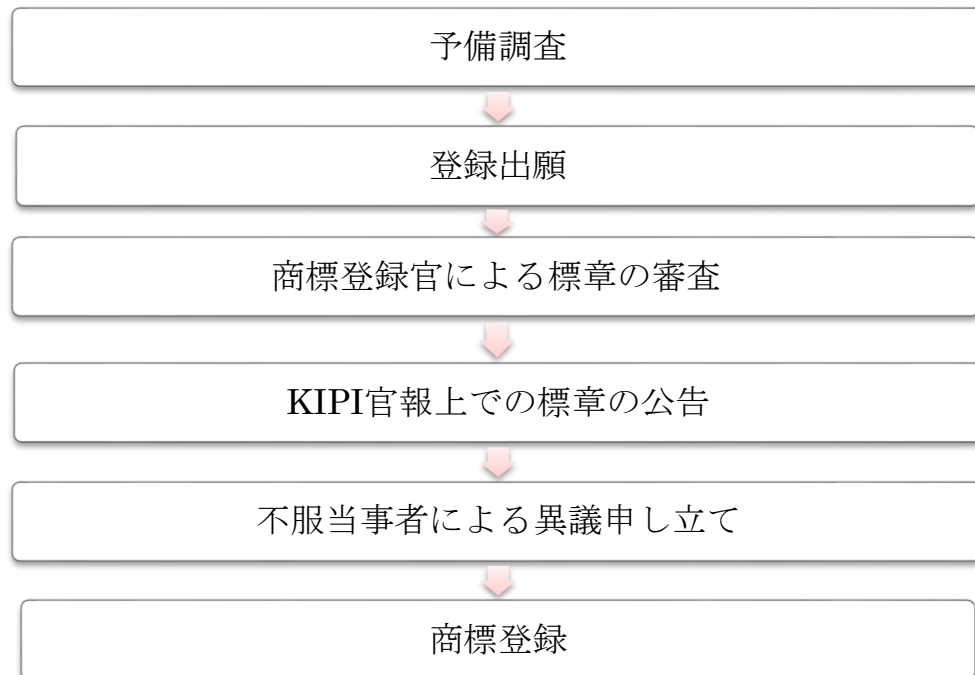 予備調査
登録出願
商標登録官による標章の審査
KIPI官報上での標章の公告
不服当事者による異議申し立て
商標登録